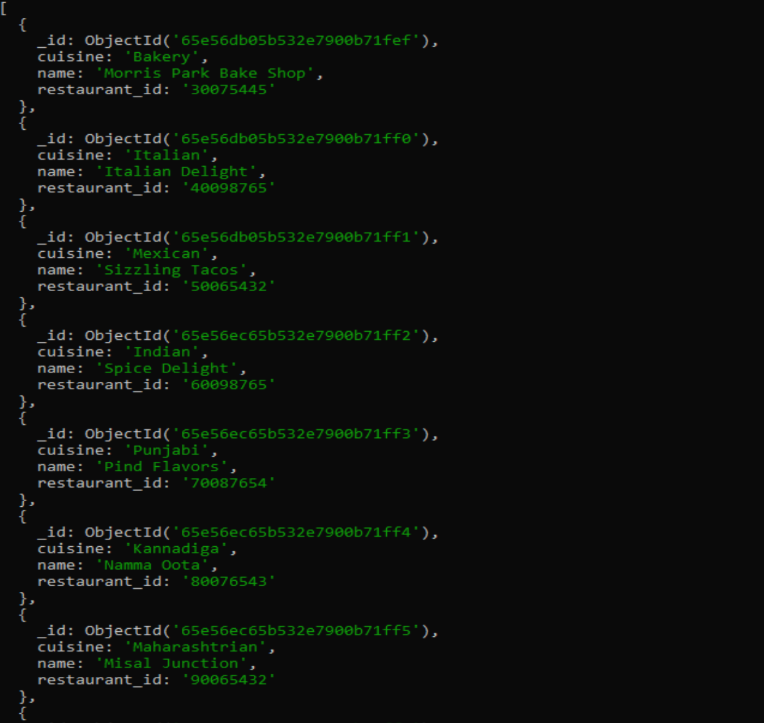 [
  {
    _id: ObjectId('65e56db05b532e7900b71fef'),
    cuisine: 'Bakery',
    name: 'Morris Park Bake Shop',
    restaurant_id: '30075445'
  },
  {
    _id: ObjectId('65e56db05b532e7900b71ff0'),
    cuisine: 'Italian',
    name: 'Italian Delight',
    restaurant_id: '40098765'
  },
  {
    _id: ObjectId('65e56db05b532e7900b71ff1'),
    cuisine: 'Mexican',
    name: 'Sizzling Tacos',
    restaurant_id: '50065432'
  },
  {
    _id: ObjectId('65e56ec65b532e7900b71ff2'),
    cuisine: 'Indian',
    name: 'Spice Delight',
    restaurant_id: '60098765'
  },
  {
    _id: ObjectId('65e56ec65b532e7900b71ff3'),
    cuisine: 'Punjabi',
    name: 'Pind Flavors',
    restaurant_id: '70087654'
  },
  {
    _id: ObjectId('65e56ec65b532e7900b71ff4'),
    cuisine: 'Kannadiga',
    name: 'Namma Oota',
    restaurant_id: '80076543'
  },
  {
    _id: ObjectId('65e56ec65b532e7900b71ff5'),
    cuisine: 'Maharashtrian',
    name: 'Misal Junction',
    restaurant_id: '90065432'
  },
  {